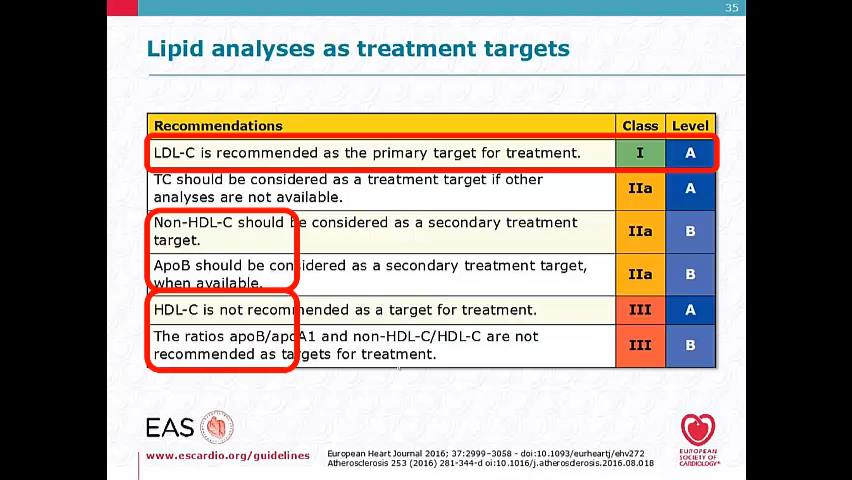 35
Lipid analyses as treatment targets
Recommendations Class Level
LDL-C is recommended as the primary target for treatment. I A
TC should be considered as a treatment target if other
analyses are not available. IIa A
Non-HDL-C should be considered as a secondary treatment
target. IIa B
ApoB should be considered as a secondary treatment target,
when available. IIa B
HDL-C is not recommended as a target for treatment. III A
The ratios apoB/apoA1 and non-HDL-C/HDL-C are not
recommended as targets for treatment. III B
EAS
www.escardio.org/guidelines
European Heart Journal 2016; 37:2999–3058 - doi:10.1093/eurheartj/ehv272
Atherosclerosis 253 (2016) 281-344-d oi:10.1016/j.atherosclerosis.2016.08.018
EUROPEAN
SOCIETY OF
CARDIOLOGY®